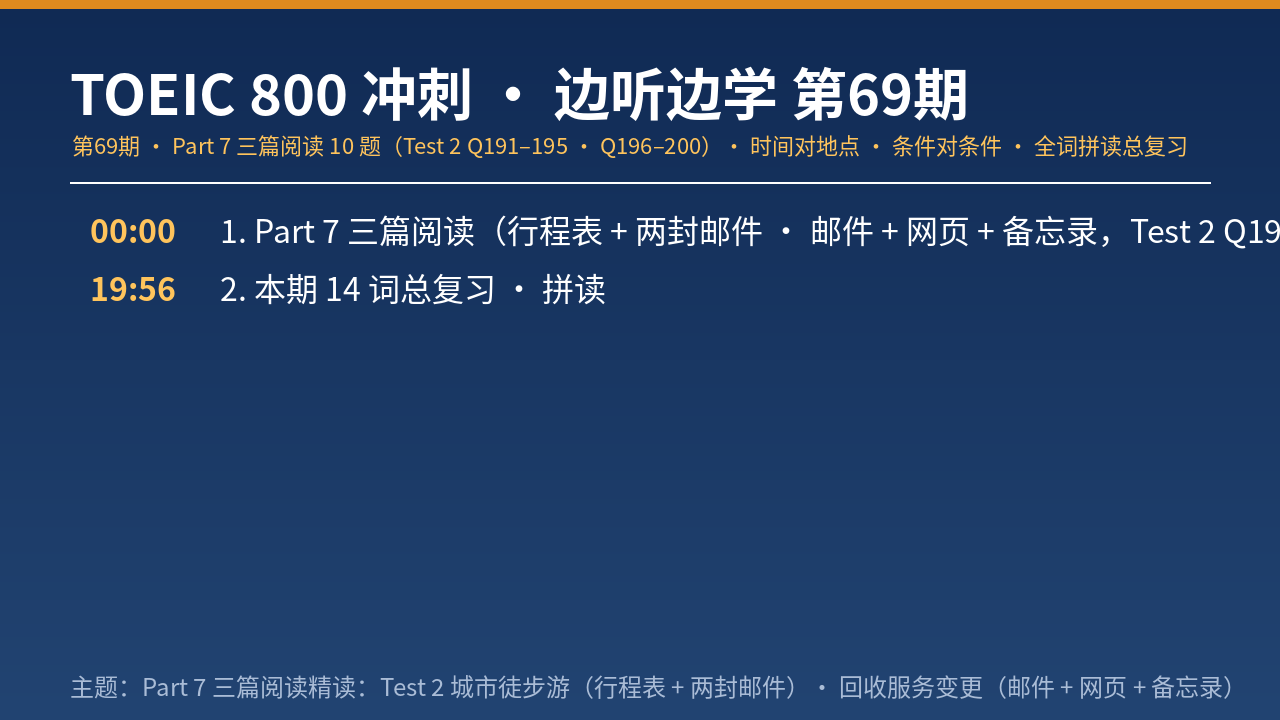 TOEIC 800 冲刺 · 边听边学 第69期
第69期 · Part 7 三篇阅读 10 题（Test 2 Q191–195 · Q196–200） · 时间对地点 · 条件对条件 · 全词拼读总复习
00:00 1. Part 7 三篇阅读（行程表 + 两封邮件 · 邮件 + 网页 + 备忘录，Test 2 Q19
19:56 2. 本期 14 词总复习 · 拼读
主题：Part 7 三篇阅读精读：Test 2 城市徒步游（行程表 + 两封邮件） · 回收服务变更（邮件 + 网页 + 备忘录）